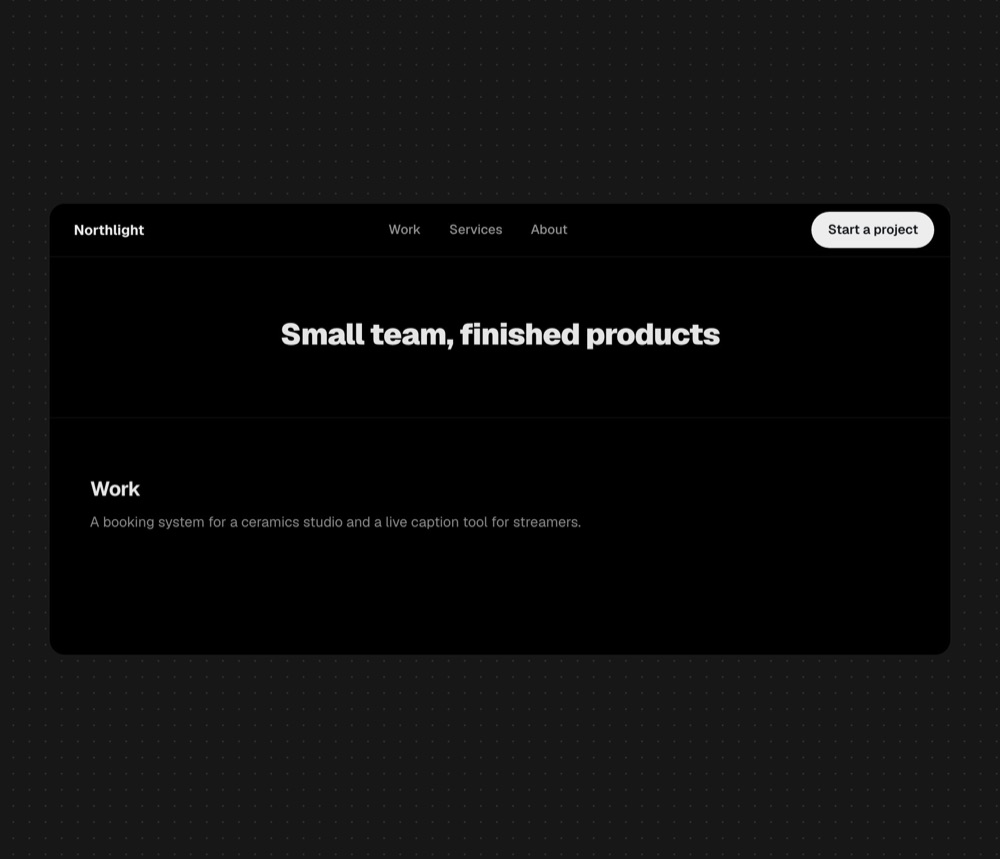 Northlight
Work
Services
About
Start a project
Small team, finished products
Work
A booking system for a ceramics studio and a live caption tool for streamers.